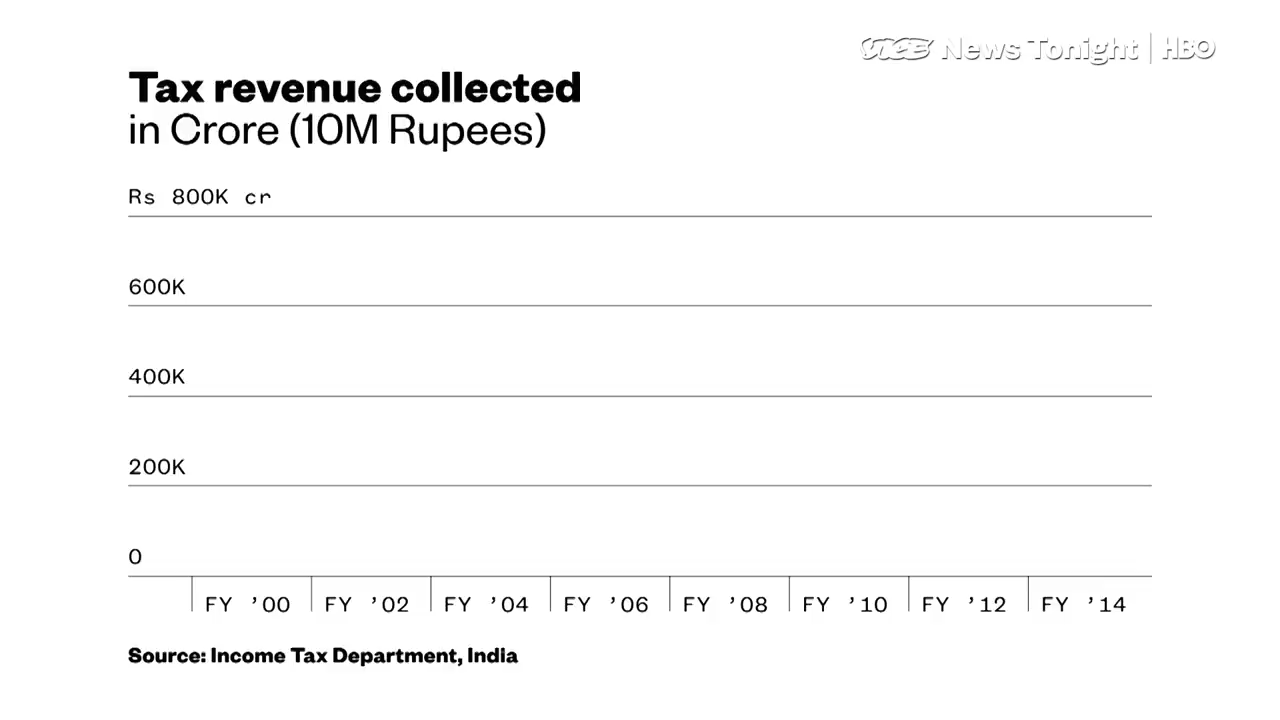 VICE News Tonight | HBO
Tax revenue collected
in Crore (10M Rupees)
Rs 800K cr
600K
400K
200K
0
FY ’00 FY ’02 FY ’04 FY ’06 FY ’08 FY ’10 FY ’12 FY ’14
Source: Income Tax Department, India